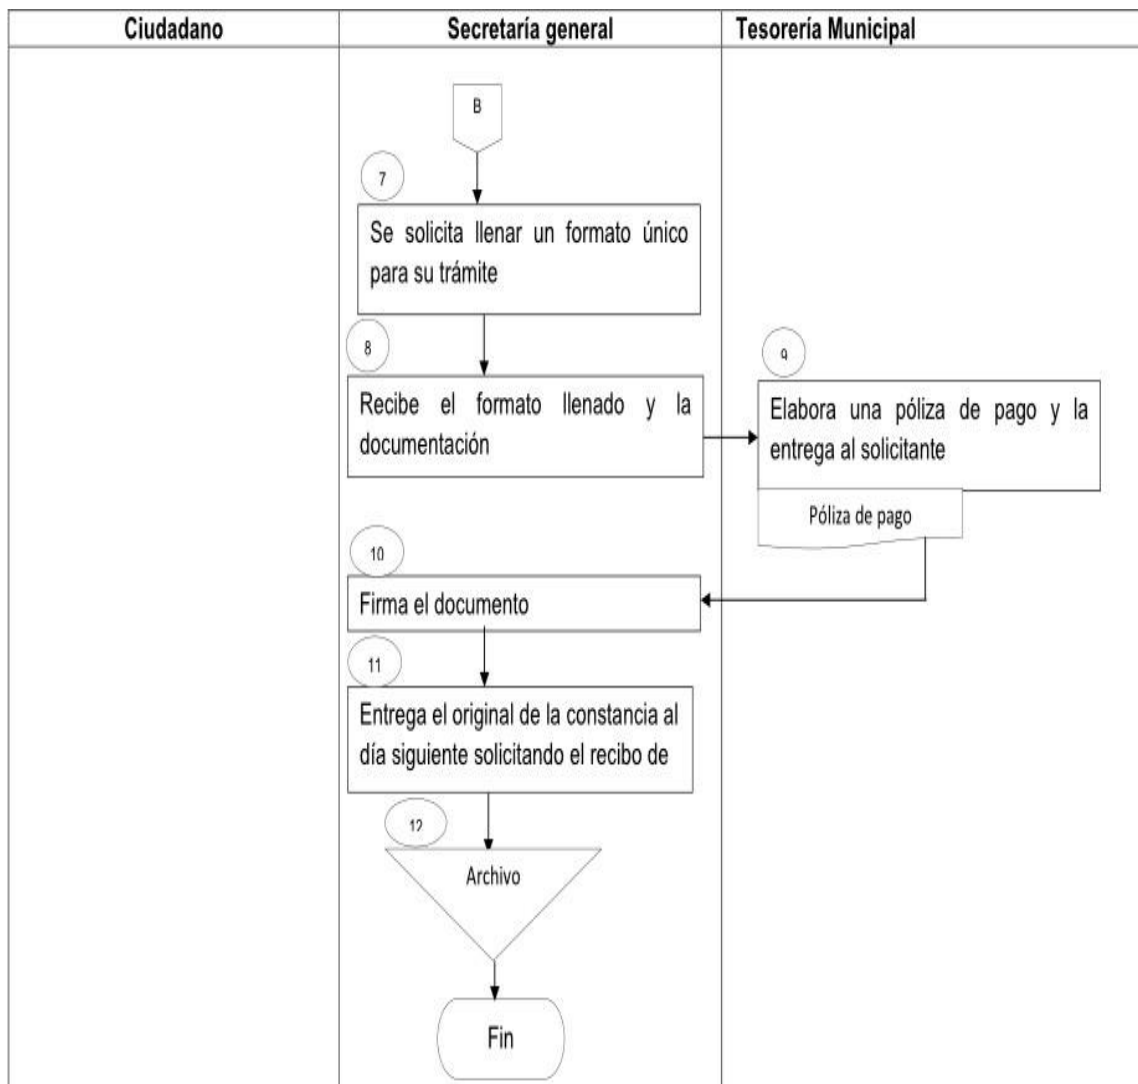 Ciudadano
Secretaría general
Tesorería Municipal
B
7
Se solicita llenar un formato único
para su trámite
8
Recibe el formato llenado y la
documentación
9
Elabora una póliza de pago y la
entrega al solicitante
Póliza de pago
10
Firma el documento
11
Entrega el original de la constancia al
día siguiente solicitando el recibo de
12
Archivo
Fin